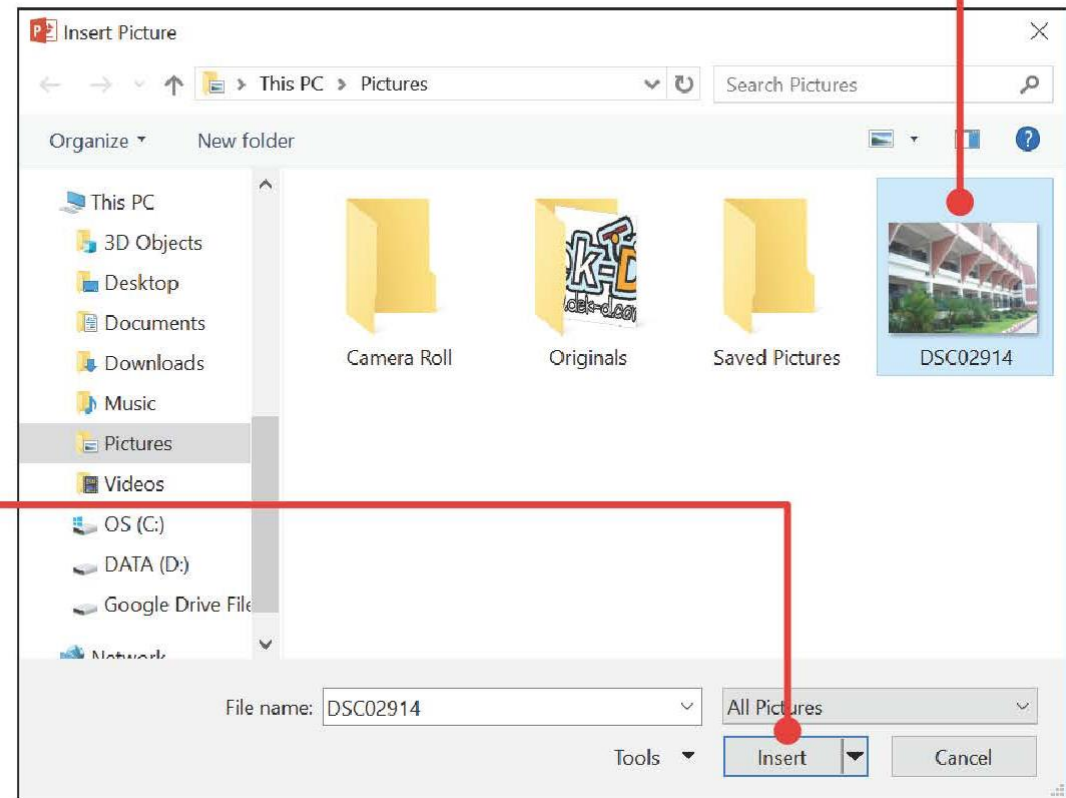 Insert Picture
This PC > Pictures
Search Pictures
Organize
New folder
This PC
3D Objects
Desktop
Documents
Downloads
Music
Pictures
Videos
OS (C:)
DATA (D:)
Google Drive File
Network
Camera Roll
Originals
Saved Pictures
DSC02914
File name: DSC02914
All Pictures
Tools
Insert
Cancel